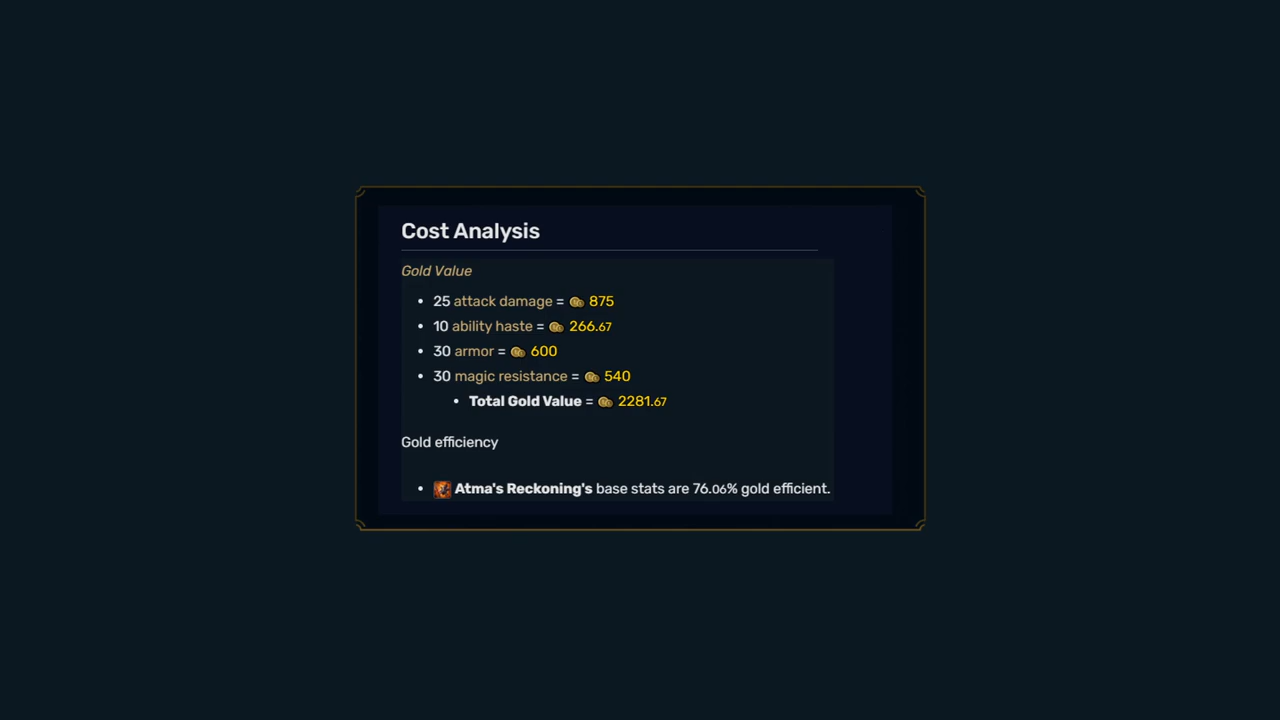 Cost Analysis
Gold Value
• 25 attack damage = 875
• 10 ability haste = 266.67
• 30 armor = 600
• 30 magic resistance = 540
• Total Gold Value = 2281.67
Gold efficiency
• Atma's Reckoning's base stats are 76.06% gold efficient.